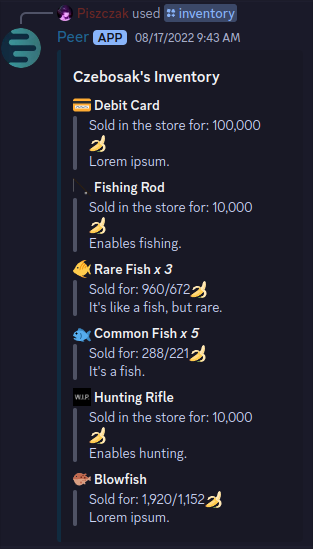 Piszczak used inventory
Peer APP 08/17/2022 9:43 AM
Czebosak's Inventory
Debit Card
Sold in the store for: 100,000
Lorem ipsum.
Fishing Rod
Sold in the store for: 10,000
Enables fishing.
Rare Fish x 3
Sold for: 960/672
It's like a fish, but rare.
Common Fish x 5
Sold for: 288/221
It's a fish.
W.I.P. Hunting Rifle
Sold in the store for: 10,000
Enables hunting.
Blowfish
Sold for: 1,920/1,152
Lorem ipsum.